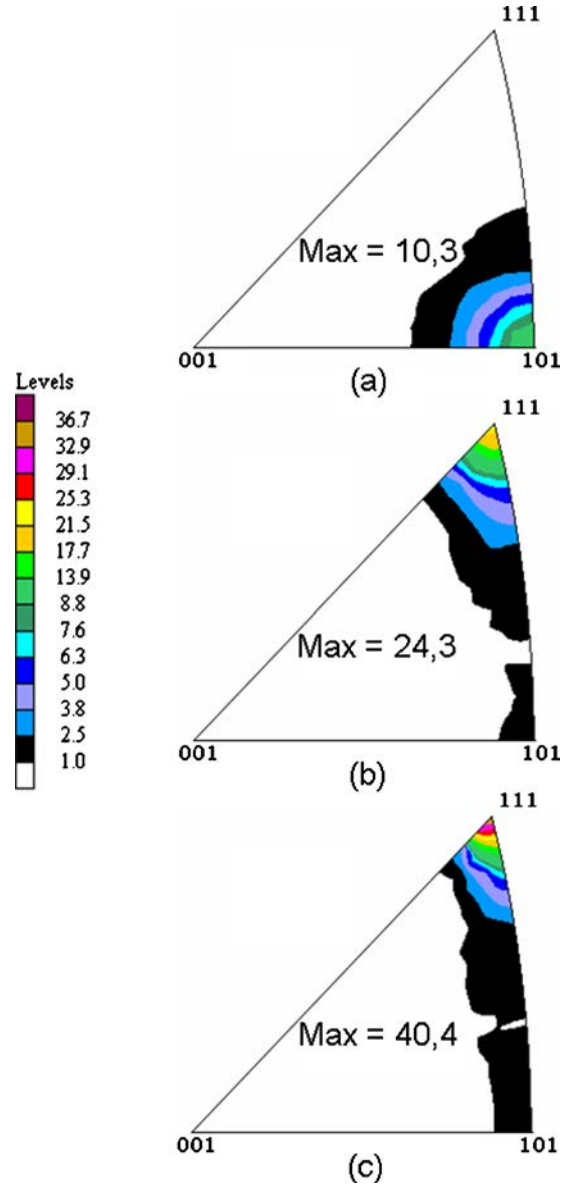 111
Max = 10,3
001 101
(a)
Levels
36.7
32.9
29.1
25.3
21.5
17.7
13.9
8.8
7.6
6.3
5.0
3.8
2.5
1.0
111
Max = 24,3
001 101
(b)
111
Max = 40,4
001 101
(c)